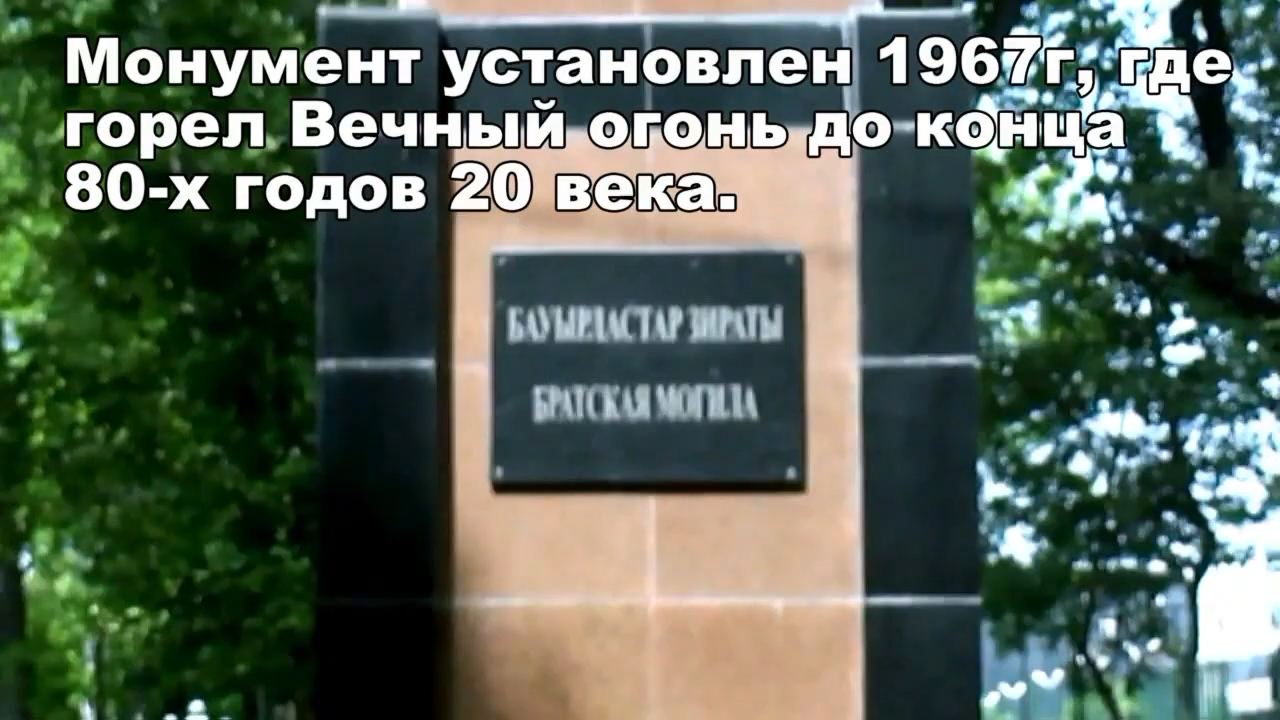 Монумент установлен 1967г, где
горел Вечный огонь до конца
80-х годов 20 века.
БАУЫРЛАСТАР ЗИРАТЫ
БРАТСКАЯ МОГИЛА